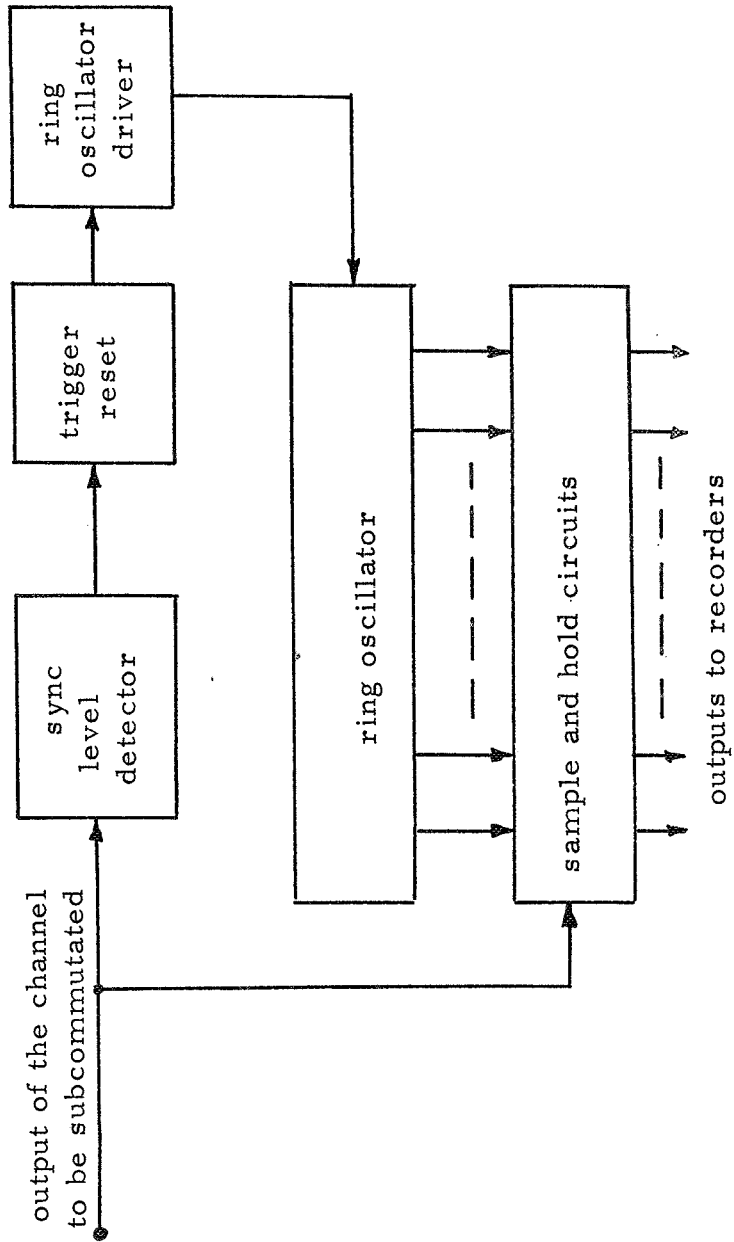 output of the channel
to be subcommutated
sync
level
detector
trigger
reset
ring
oscillator
driver
ring oscillator
sample and hold circuits
outputs to recorders